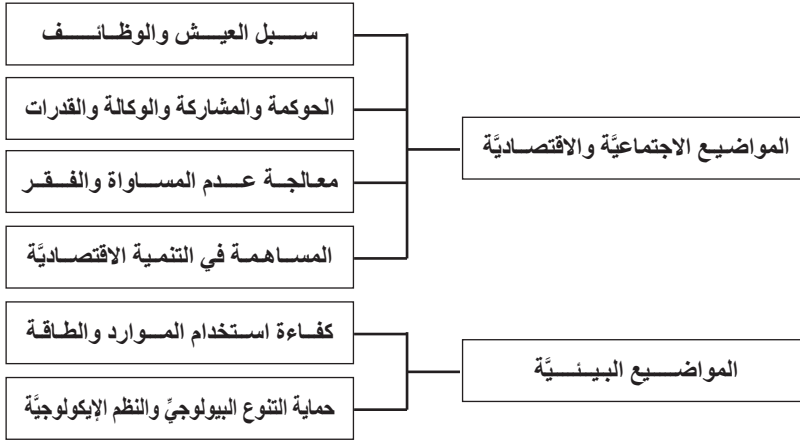 سبل العيش والوظائف
الحوكمة والمشاركة والوكالة والقدرات
المواضيع الاجتماعيَّة والاقتصاديَّة
معالجة عدم المساواة والفقر
المساهمة في التنمية الاقتصاديَّة
كفاءة استخدام الموارد والطاقة
المواضيع البيئيَّة
حماية التنوع البيولوجيِّ والنظم الإيكولوجيَّة